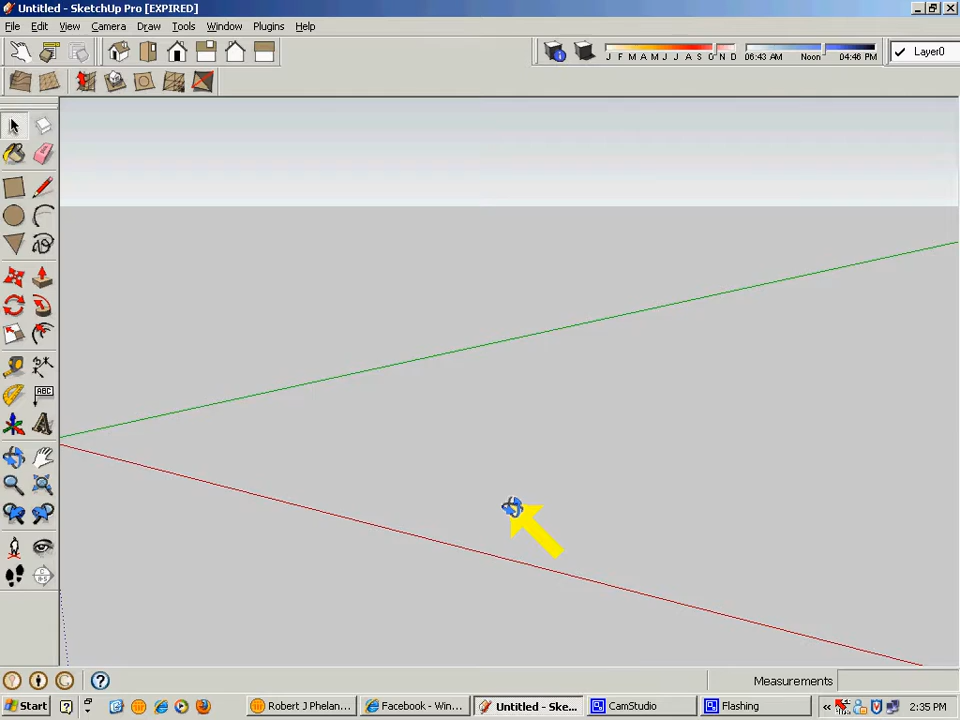 Untitled - SketchUp Pro [EXPIRED]
File Edit View Camera Draw Tools Window Plugins Help
J F M A M J J A S O N D 06:43 AM Noon 04:46 PM Layer0
ABC
Measurements
Start Robert J Phelan... Facebook - Win... Untitled - Ske... CamStudio Flashing 2:35 PM